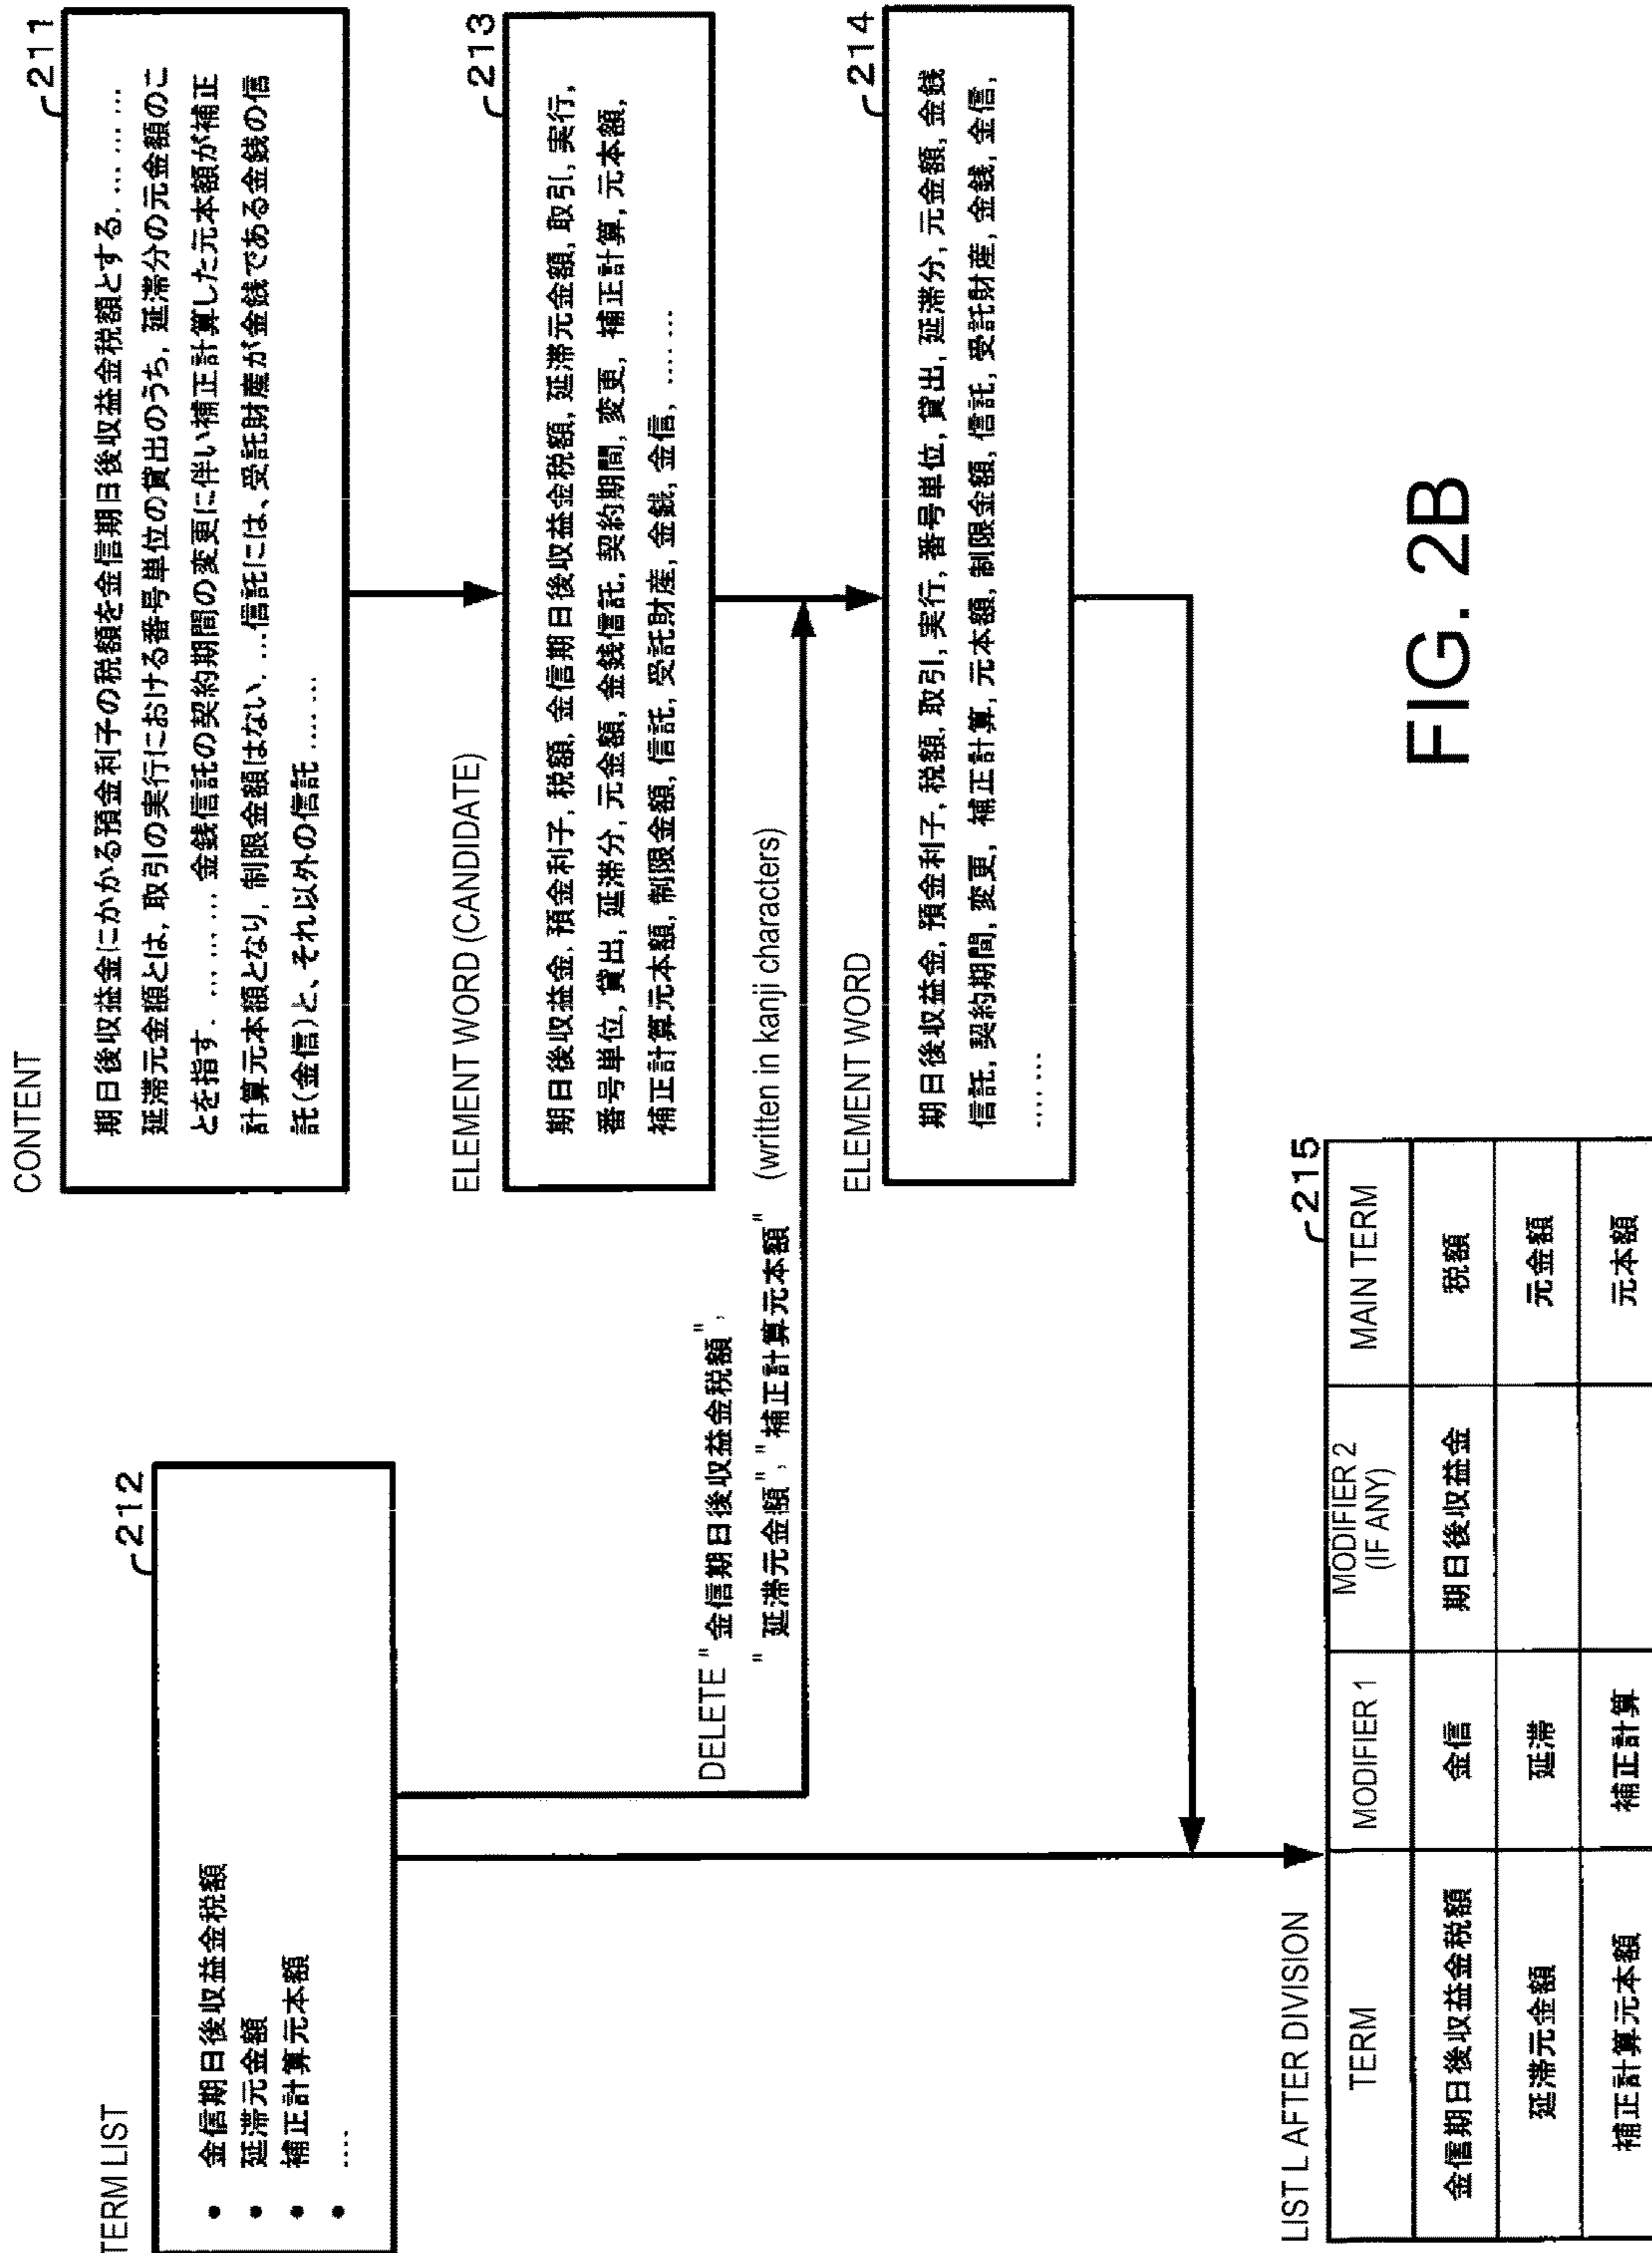 TERM LIST
212
• 金信期日後収益金税額
• 延滞元金額
• 補正計算元本額
• ‥‥
CONTENT
211
期日後収益金にかかる預金利子の税額を金信期日後収益金税額とする. … … …
延滞元金額とは, 取引の実行における番号単位の貸出のうち, 延滞分の元金額のこ
とを指す. … … … 金銭信託の契約期間の変更に伴い補正計算した元本額が補正
計算元本額となり, 制限金額はない. …信託には、受託財産が金銭である金銭の信
託(金信)と、それ以外の信託 ‥‥ …
ELEMENT WORD (CANDIDATE)
213
期日後収益金, 預金利子, 税額, 金信期日後収益金税額, 延滞元金額, 取引, 実行,
番号単位, 貸出, 延滞分, 元金額, 金銭信託, 契約期間, 変更, 補正計算, 元本額,
補正計算元本額, 制限金額, 信託, 受託財産, 金銭, 金信, ‥‥ …
DELETE "金信期日後収益金税額",
"延滞元金額", "補正計算元本額" (written in kanji characters)
ELEMENT WORD
214
期日後収益金, 預金利子, 税額, 取引, 実行, 番号単位, 貸出, 延滞分, 元金額, 金銭
信託, 契約期間, 変更, 補正計算, 元本額, 制限金額, 信託, 受託財産, 金銭, 金信,
‥‥ …
LIST L AFTER DIVISION
215
TERM MODIFIER 1 MODIFIER 2 (IF ANY) MAIN TERM
金信期日後収益金税額 金信 期日後収益金 税額
延滞元金額 延滞 元金額
補正計算元本額 補正計算 元本額
FIG. 2B